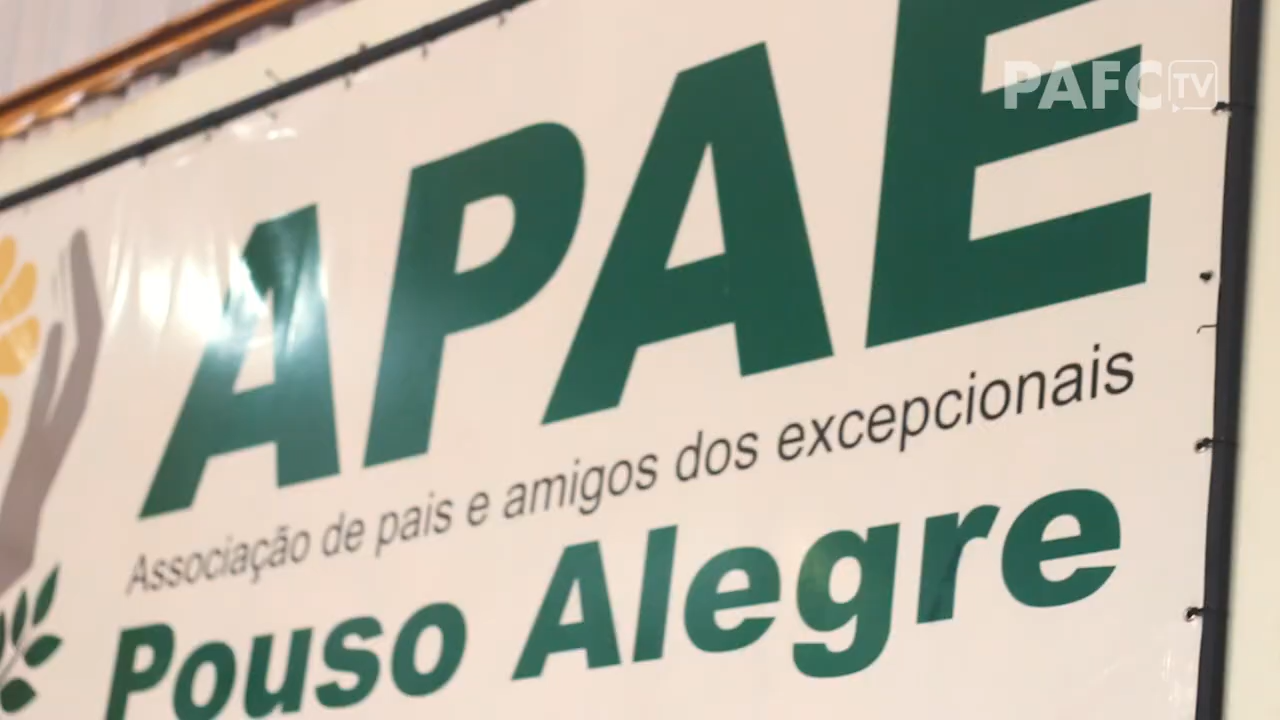 PAFC TV
APAE
Associação de pais e amigos dos excepcionais
Pouso Alegre